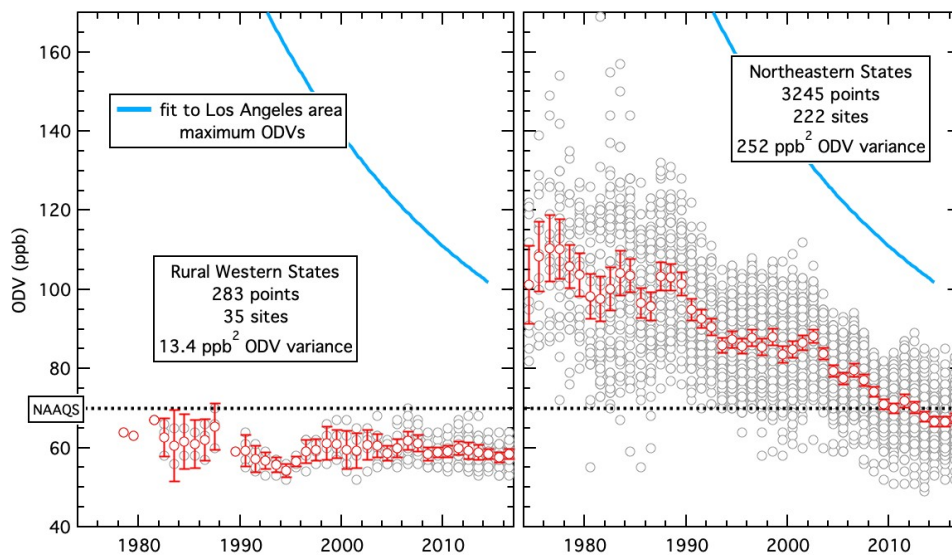 160
140
120
100
80
60
40
ODV (ppb)
NAAQS
fit to Los Angeles area
maximum ODVs
Rural Western States
283 points
35 sites
13.4 ppb² ODV variance
1980 1990 2000 2010
Northeastern States
3245 points
222 sites
252 ppb² ODV variance
1980 1990 2000 2010